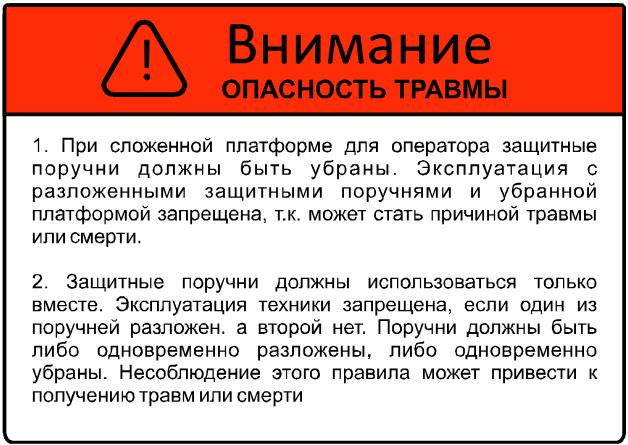 Внимание
ОПАСНОСТЬ ТРАВМЫ
1. При сложенной платформе для оператора защитные
поручни должны быть убраны. Эксплуатация с
разложенными защитными поручнями и убранной
платформой запрещена, т.к. может стать причиной травмы
или смерти.
2. Защитные поручни должны использоваться только
вместе. Эксплуатация техники запрещена, если один из
поручней разложен. а второй нет. Поручни должны быть
либо одновременно разложены, либо одновременно
убраны. Несоблюдение этого правила может привести к
получению травм или смерти